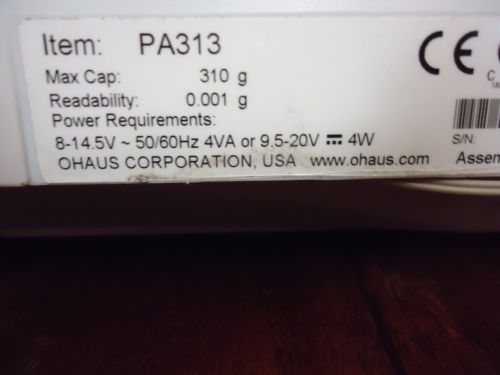 Item: PA313
Max Cap: 310 g
Readability: 0.001 g
Power Requirements:
8-14.5V ~ 50/60Hz 4VA or 9.5-20V ⎓ 4W
OHAUS CORPORATION, USA www.ohaus.com
CE
C
S/N: